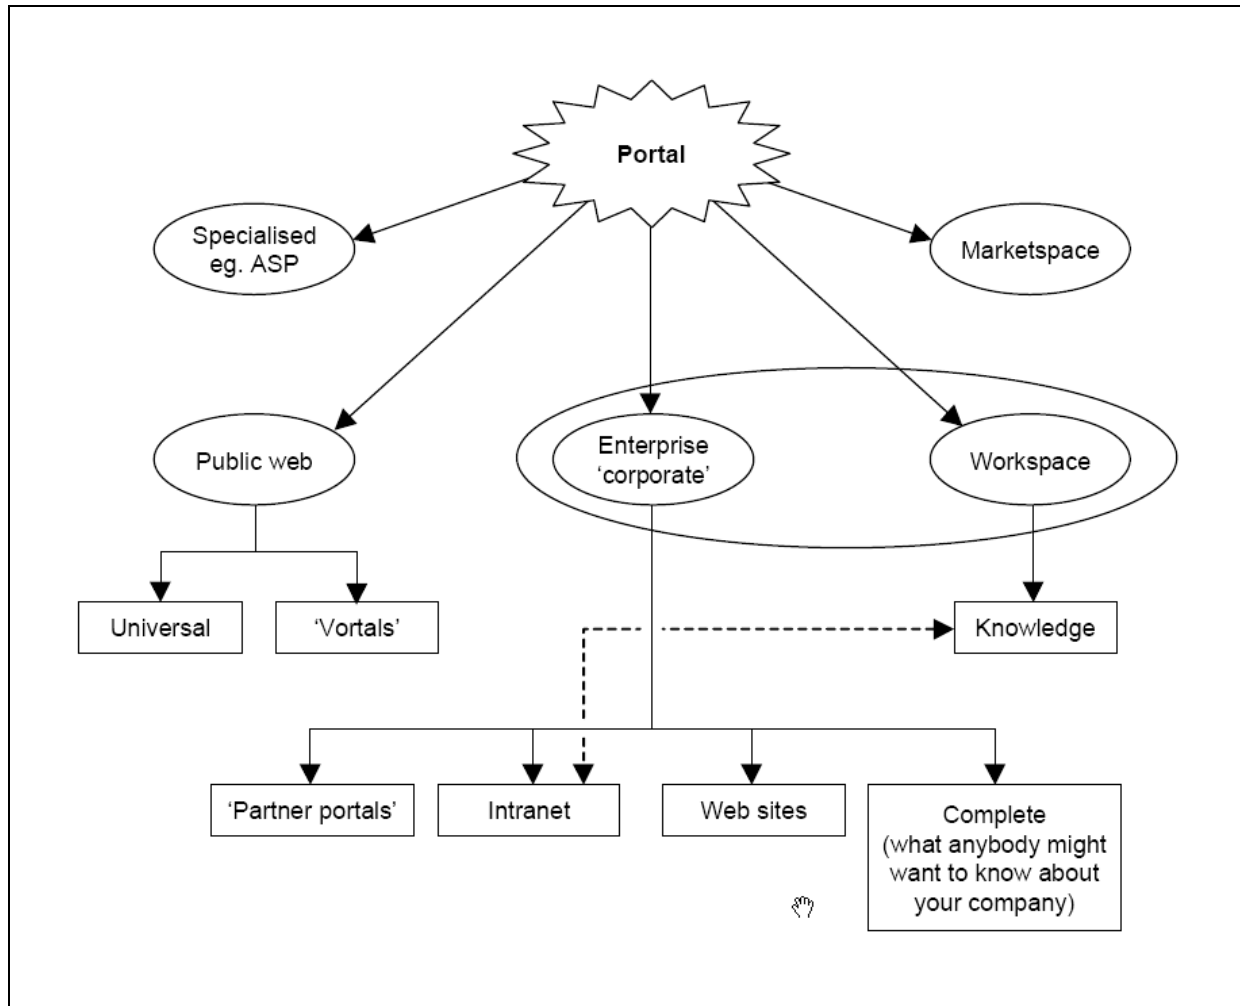 Portal
Specialised
eg. ASP
Marketspace
Public web
Enterprise
‘corporate’
Workspace
Universal
‘Vortals’
Knowledge
‘Partner portals’
Intranet
Web sites
Complete
(what anybody might
want to know about
your company)